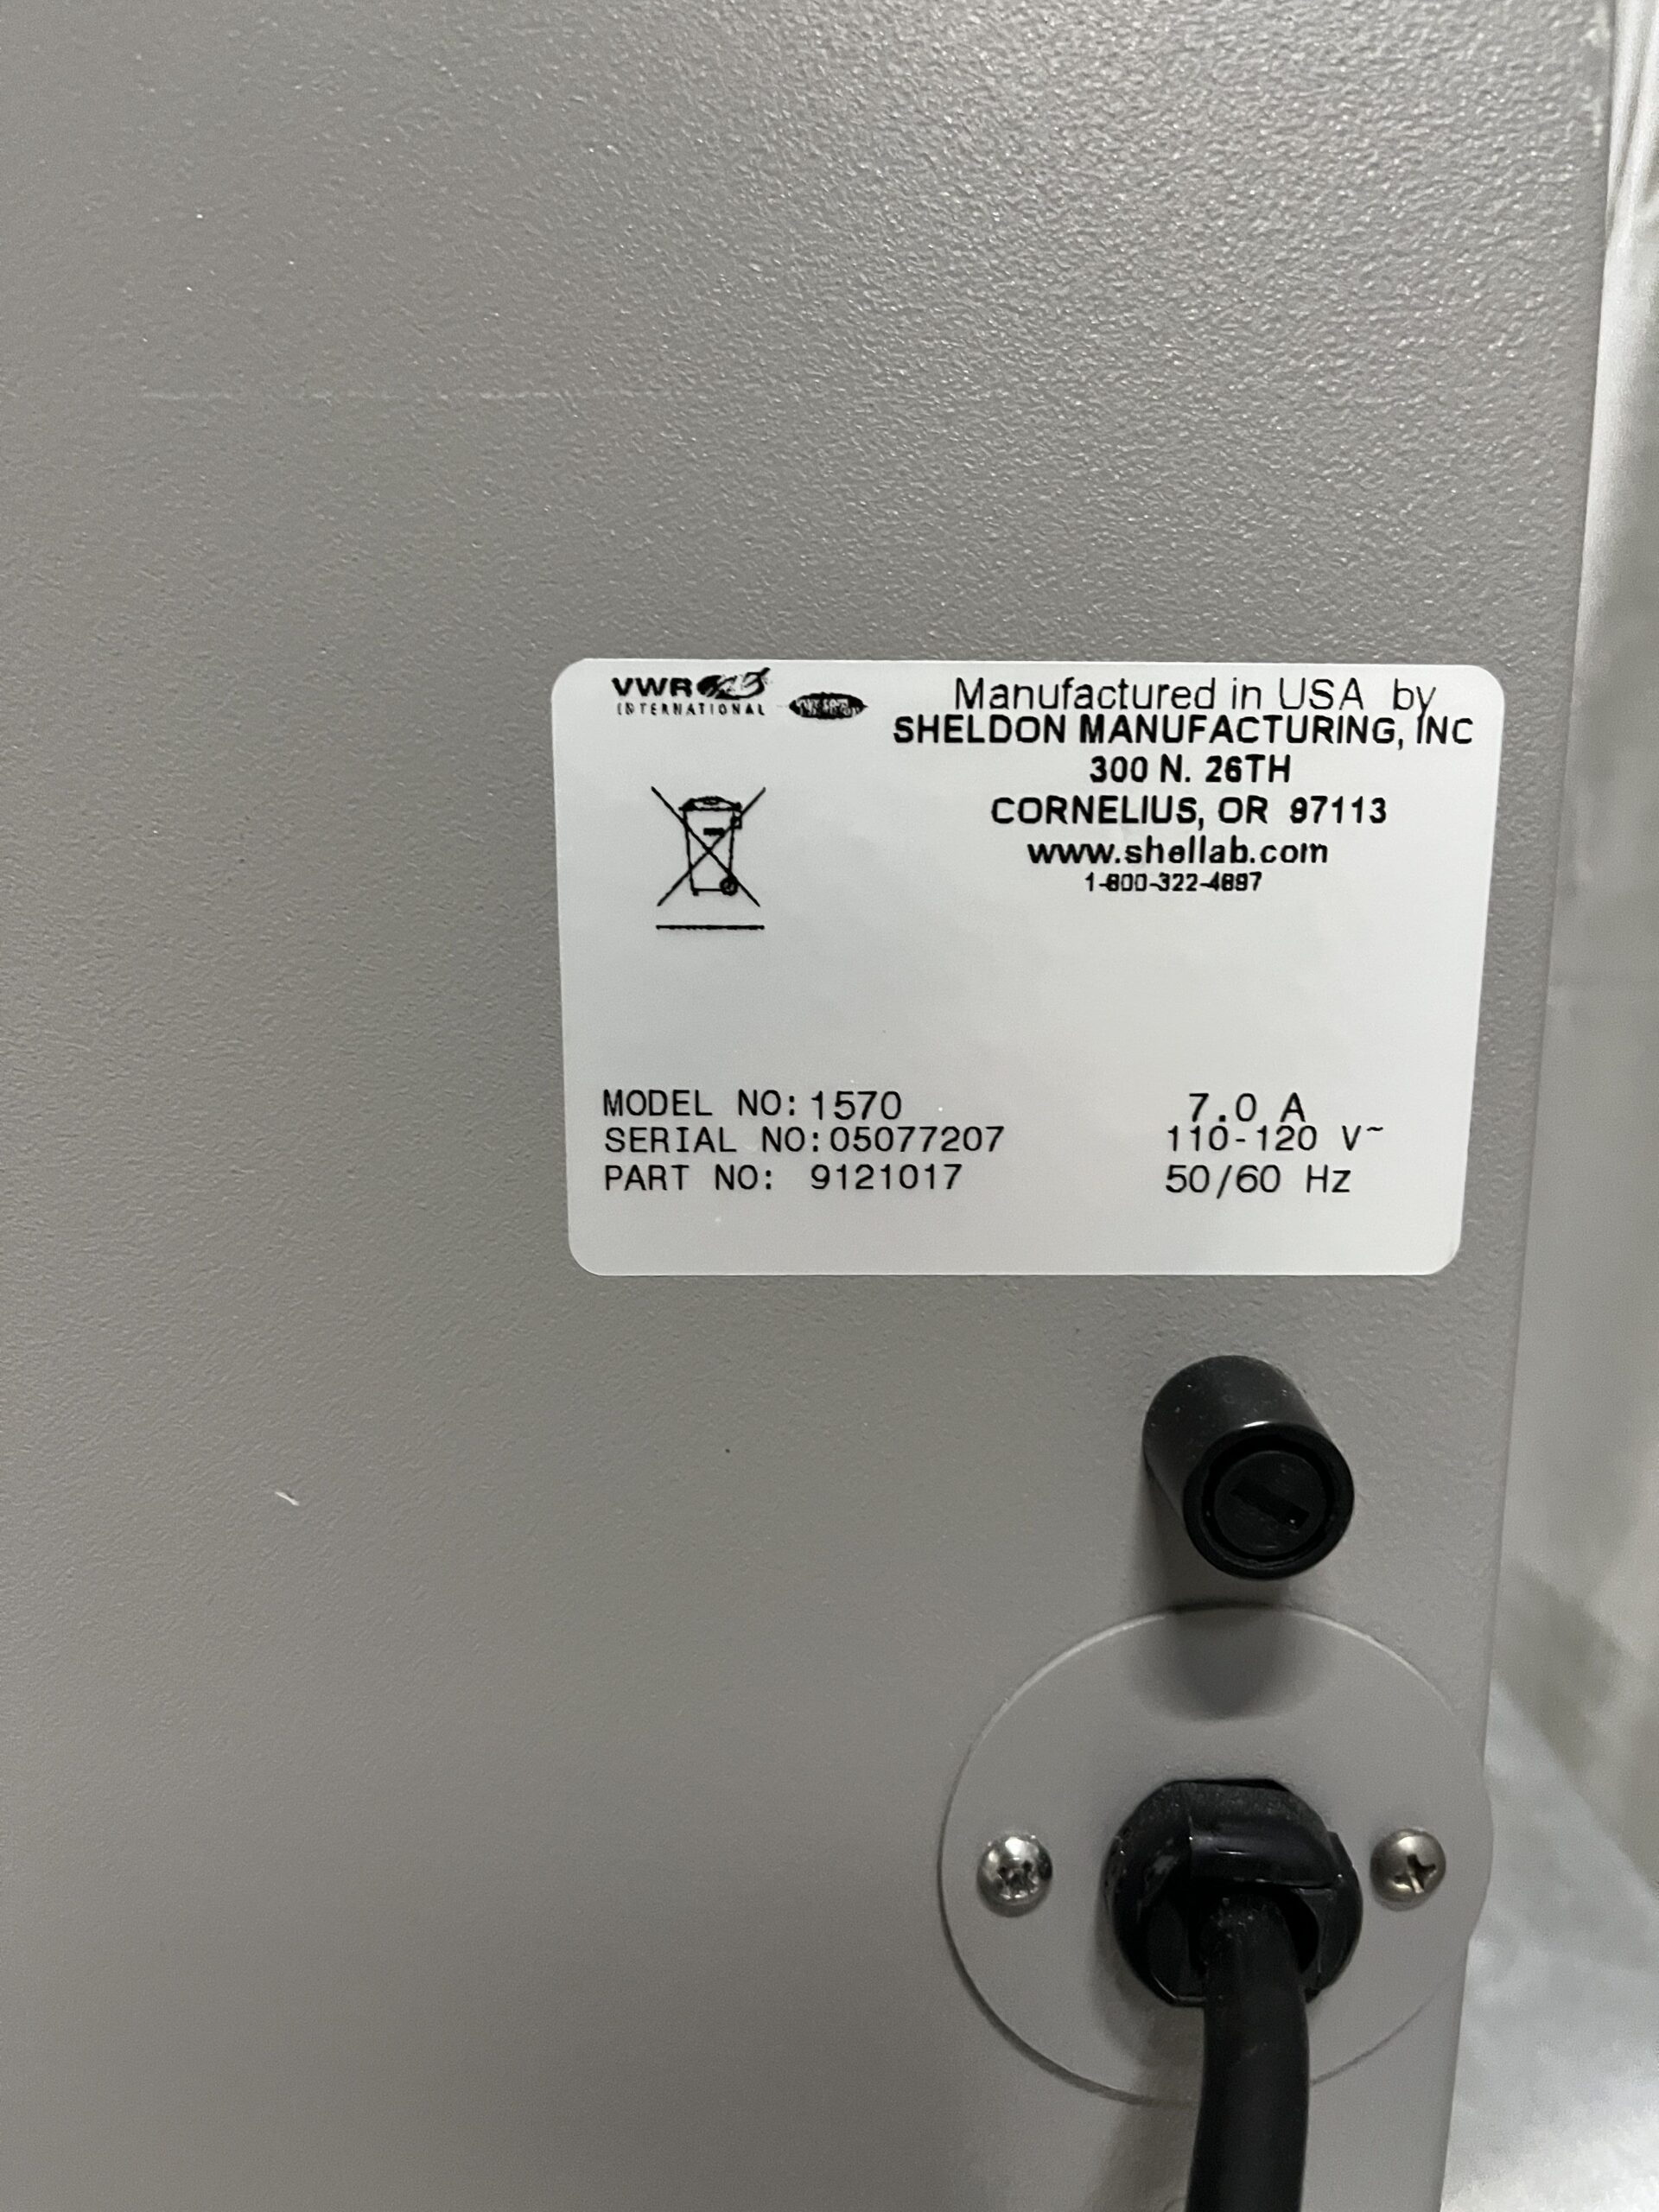 VWR
INTERNATIONAL
Manufactured in USA by
SHELDON MANUFACTURING, INC
300 N. 26TH
CORNELIUS, OR 97113
www.shellab.com
1-800-322-4897
MODEL NO: 1570
SERIAL NO: 05077207
PART NO: 9121017
7.0 A
110-120 V~
50/60 Hz